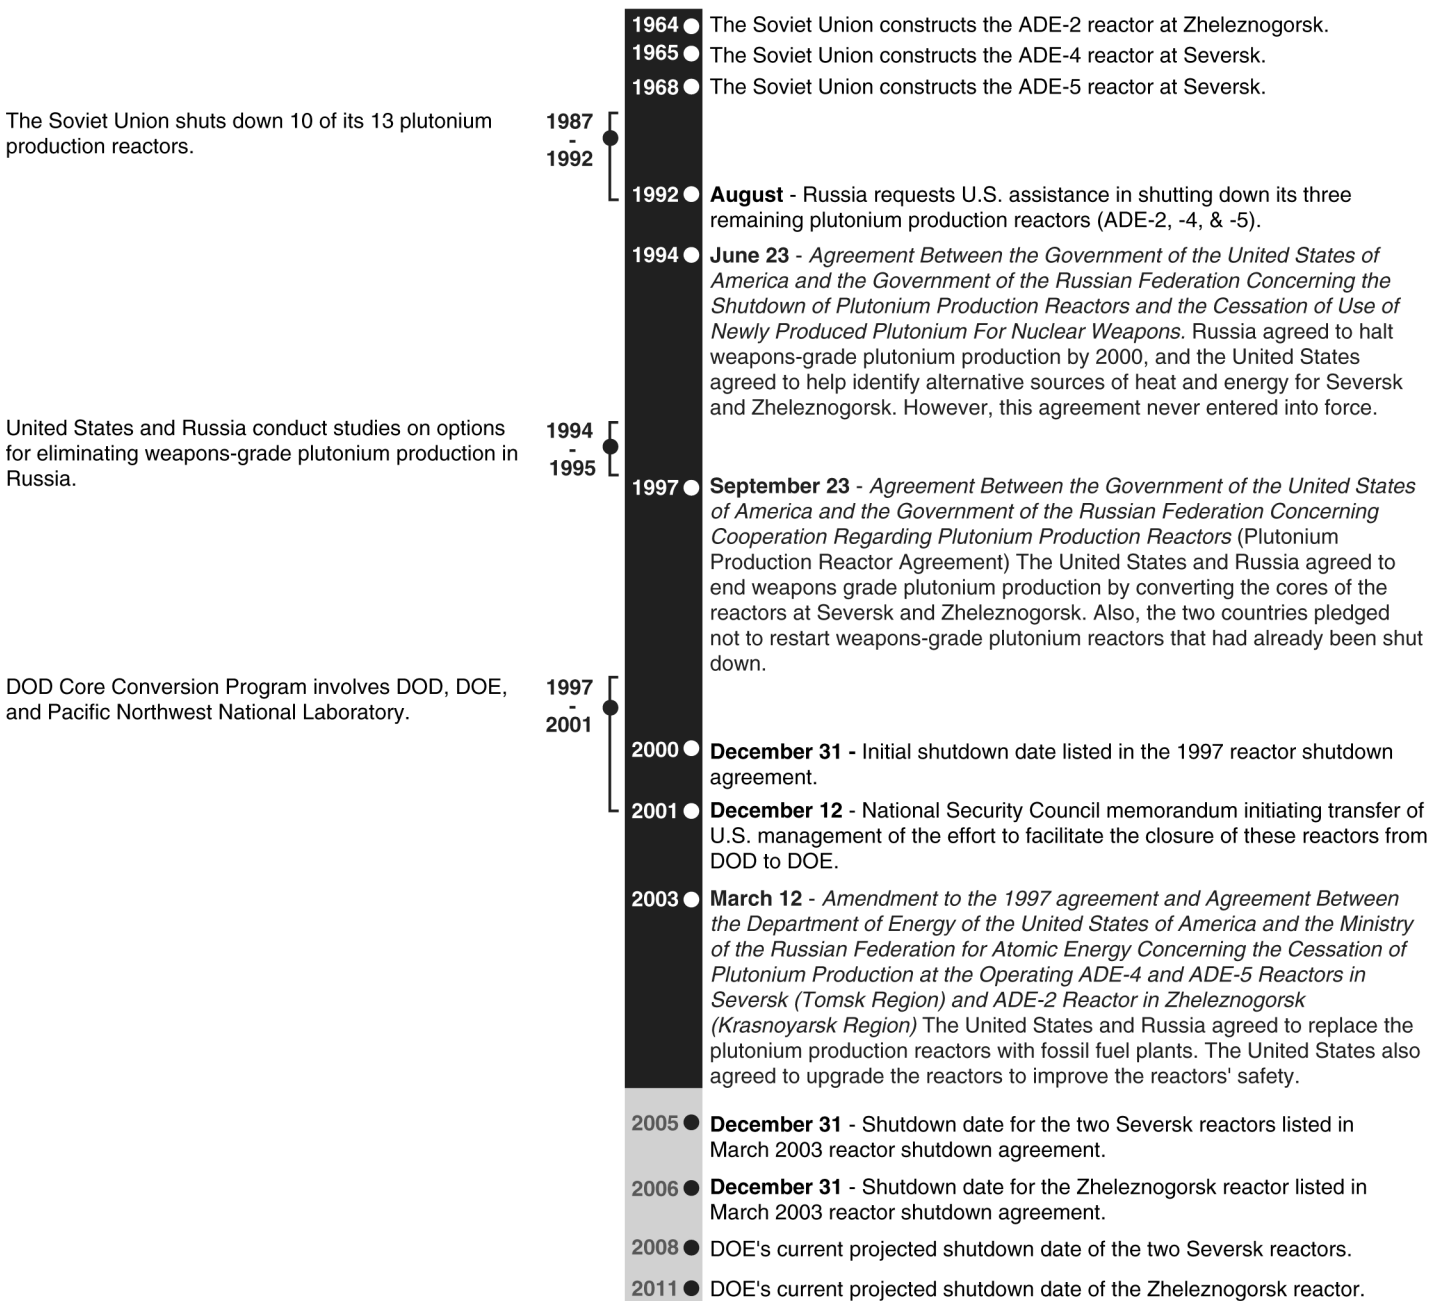 1964 The Soviet Union constructs the ADE-2 reactor at Zheleznogorsk.
1965 The Soviet Union constructs the ADE-4 reactor at Seversk.
1968 The Soviet Union constructs the ADE-5 reactor at Seversk.
The Soviet Union shuts down 10 of its 13 plutonium
production reactors.
1987
-
1992
1992 August - Russia requests U.S. assistance in shutting down its three
remaining plutonium production reactors (ADE-2, -4, & -5).
1994 June 23 - Agreement Between the Government of the United States of
America and the Government of the Russian Federation Concerning the
Shutdown of Plutonium Production Reactors and the Cessation of Use of
Newly Produced Plutonium For Nuclear Weapons. Russia agreed to halt
weapons-grade plutonium production by 2000, and the United States
agreed to help identify alternative sources of heat and energy for Seversk
and Zheleznogorsk. However, this agreement never entered into force.
United States and Russia conduct studies on options
for eliminating weapons-grade plutonium production in
Russia.
1994
-
1995
1997 September 23 - Agreement Between the Government of the United States
of America and the Government of the Russian Federation Concerning
Cooperation Regarding Plutonium Production Reactors (Plutonium
Production Reactor Agreement) The United States and Russia agreed to
end weapons grade plutonium production by converting the cores of the
reactors at Seversk and Zheleznogorsk. Also, the two countries pledged
not to restart weapons-grade plutonium reactors that had already been shut
down.
DOD Core Conversion Program involves DOD, DOE,
and Pacific Northwest National Laboratory.
1997
-
2001
2000 December 31 - Initial shutdown date listed in the 1997 reactor shutdown
agreement.
2001 December 12 - National Security Council memorandum initiating transfer of
U.S. management of the effort to facilitate the closure of these reactors from
DOD to DOE.
2003 March 12 - Amendment to the 1997 agreement and Agreement Between
the Department of Energy of the United States of America and the Ministry
of the Russian Federation for Atomic Energy Concerning the Cessation of
Plutonium Production at the Operating ADE-4 and ADE-5 Reactors in
Seversk (Tomsk Region) and ADE-2 Reactor in Zheleznogorsk
(Krasnoyarsk Region) The United States and Russia agreed to replace the
plutonium production reactors with fossil fuel plants. The United States also
agreed to upgrade the reactors to improve the reactors' safety.
2005 December 31 - Shutdown date for the two Seversk reactors listed in
March 2003 reactor shutdown agreement.
2006 December 31 - Shutdown date for the Zheleznogorsk reactor listed in
March 2003 reactor shutdown agreement.
2008 DOE's current projected shutdown date of the two Seversk reactors.
2011 DOE's current projected shutdown date of the Zheleznogorsk reactor.